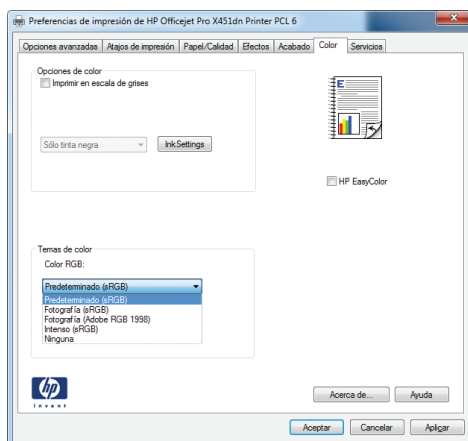 Preferencias de impresión de HP Officejet Pro X451dn Printer PCL 6
Opciones avanzadas Atajos de impresión Papel/Calidad Efectos Acabado Color Servicios
Opciones de color
Imprimir en escala de grises
Sólo tinta negra
InkSettings
E
HP EasyColor
Temas de color
Color RGB:
Predeterminado (sRGB)
Predeterminado (sRGB)
Fotografía (sRGB)
Fotografía (Adobe RGB 1998)
Intenso (sRGB)
Ninguna
hp
invent
Acerca de... Ayuda
Aceptar Cancelar Aplicar